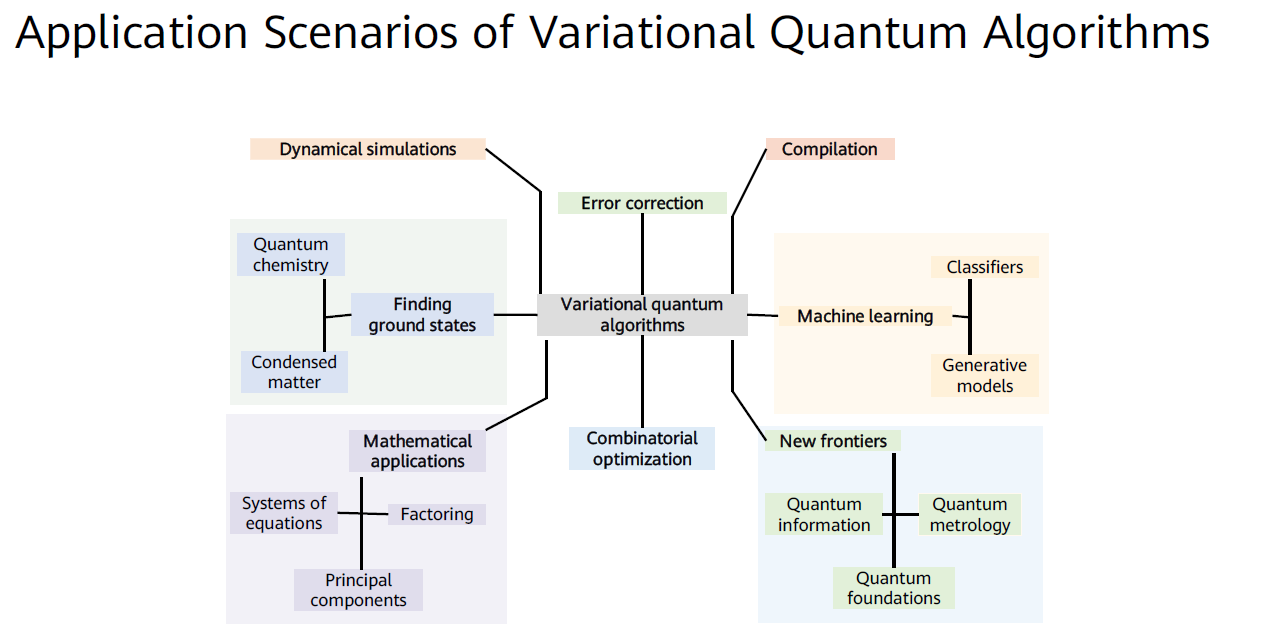 Application Scenarios of Variational Quantum Algorithms
Dynamical simulations
Compilation
Error correction
Quantum
chemistry
Finding
ground states
Condensed
matter
Variational quantum
algorithms
Classifiers
Machine learning
Generative
models
Mathematical
applications
Systems of
equations
Factoring
Principal
components
Combinatorial
optimization
New frontiers
Quantum
information
Quantum
metrology
Quantum
foundations